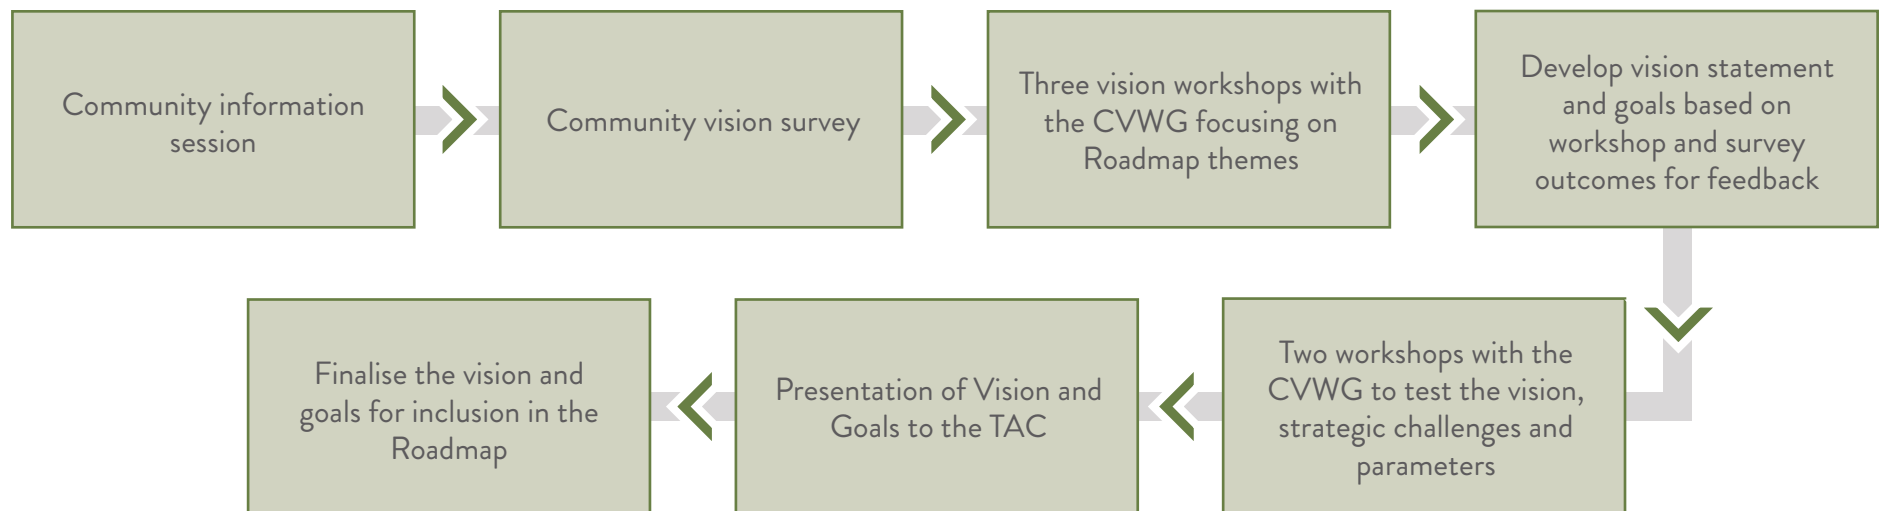 Community information
session
Community vision survey
Three vision workshops with
the CVWG focusing on
Roadmap themes
Develop vision statement
and goals based on
workshop and survey
outcomes for feedback
Two workshops with the
CVWG to test the vision,
strategic challenges and
parameters
Presentation of Vision and
Goals to the TAC
Finalise the vision and
goals for inclusion in the
Roadmap